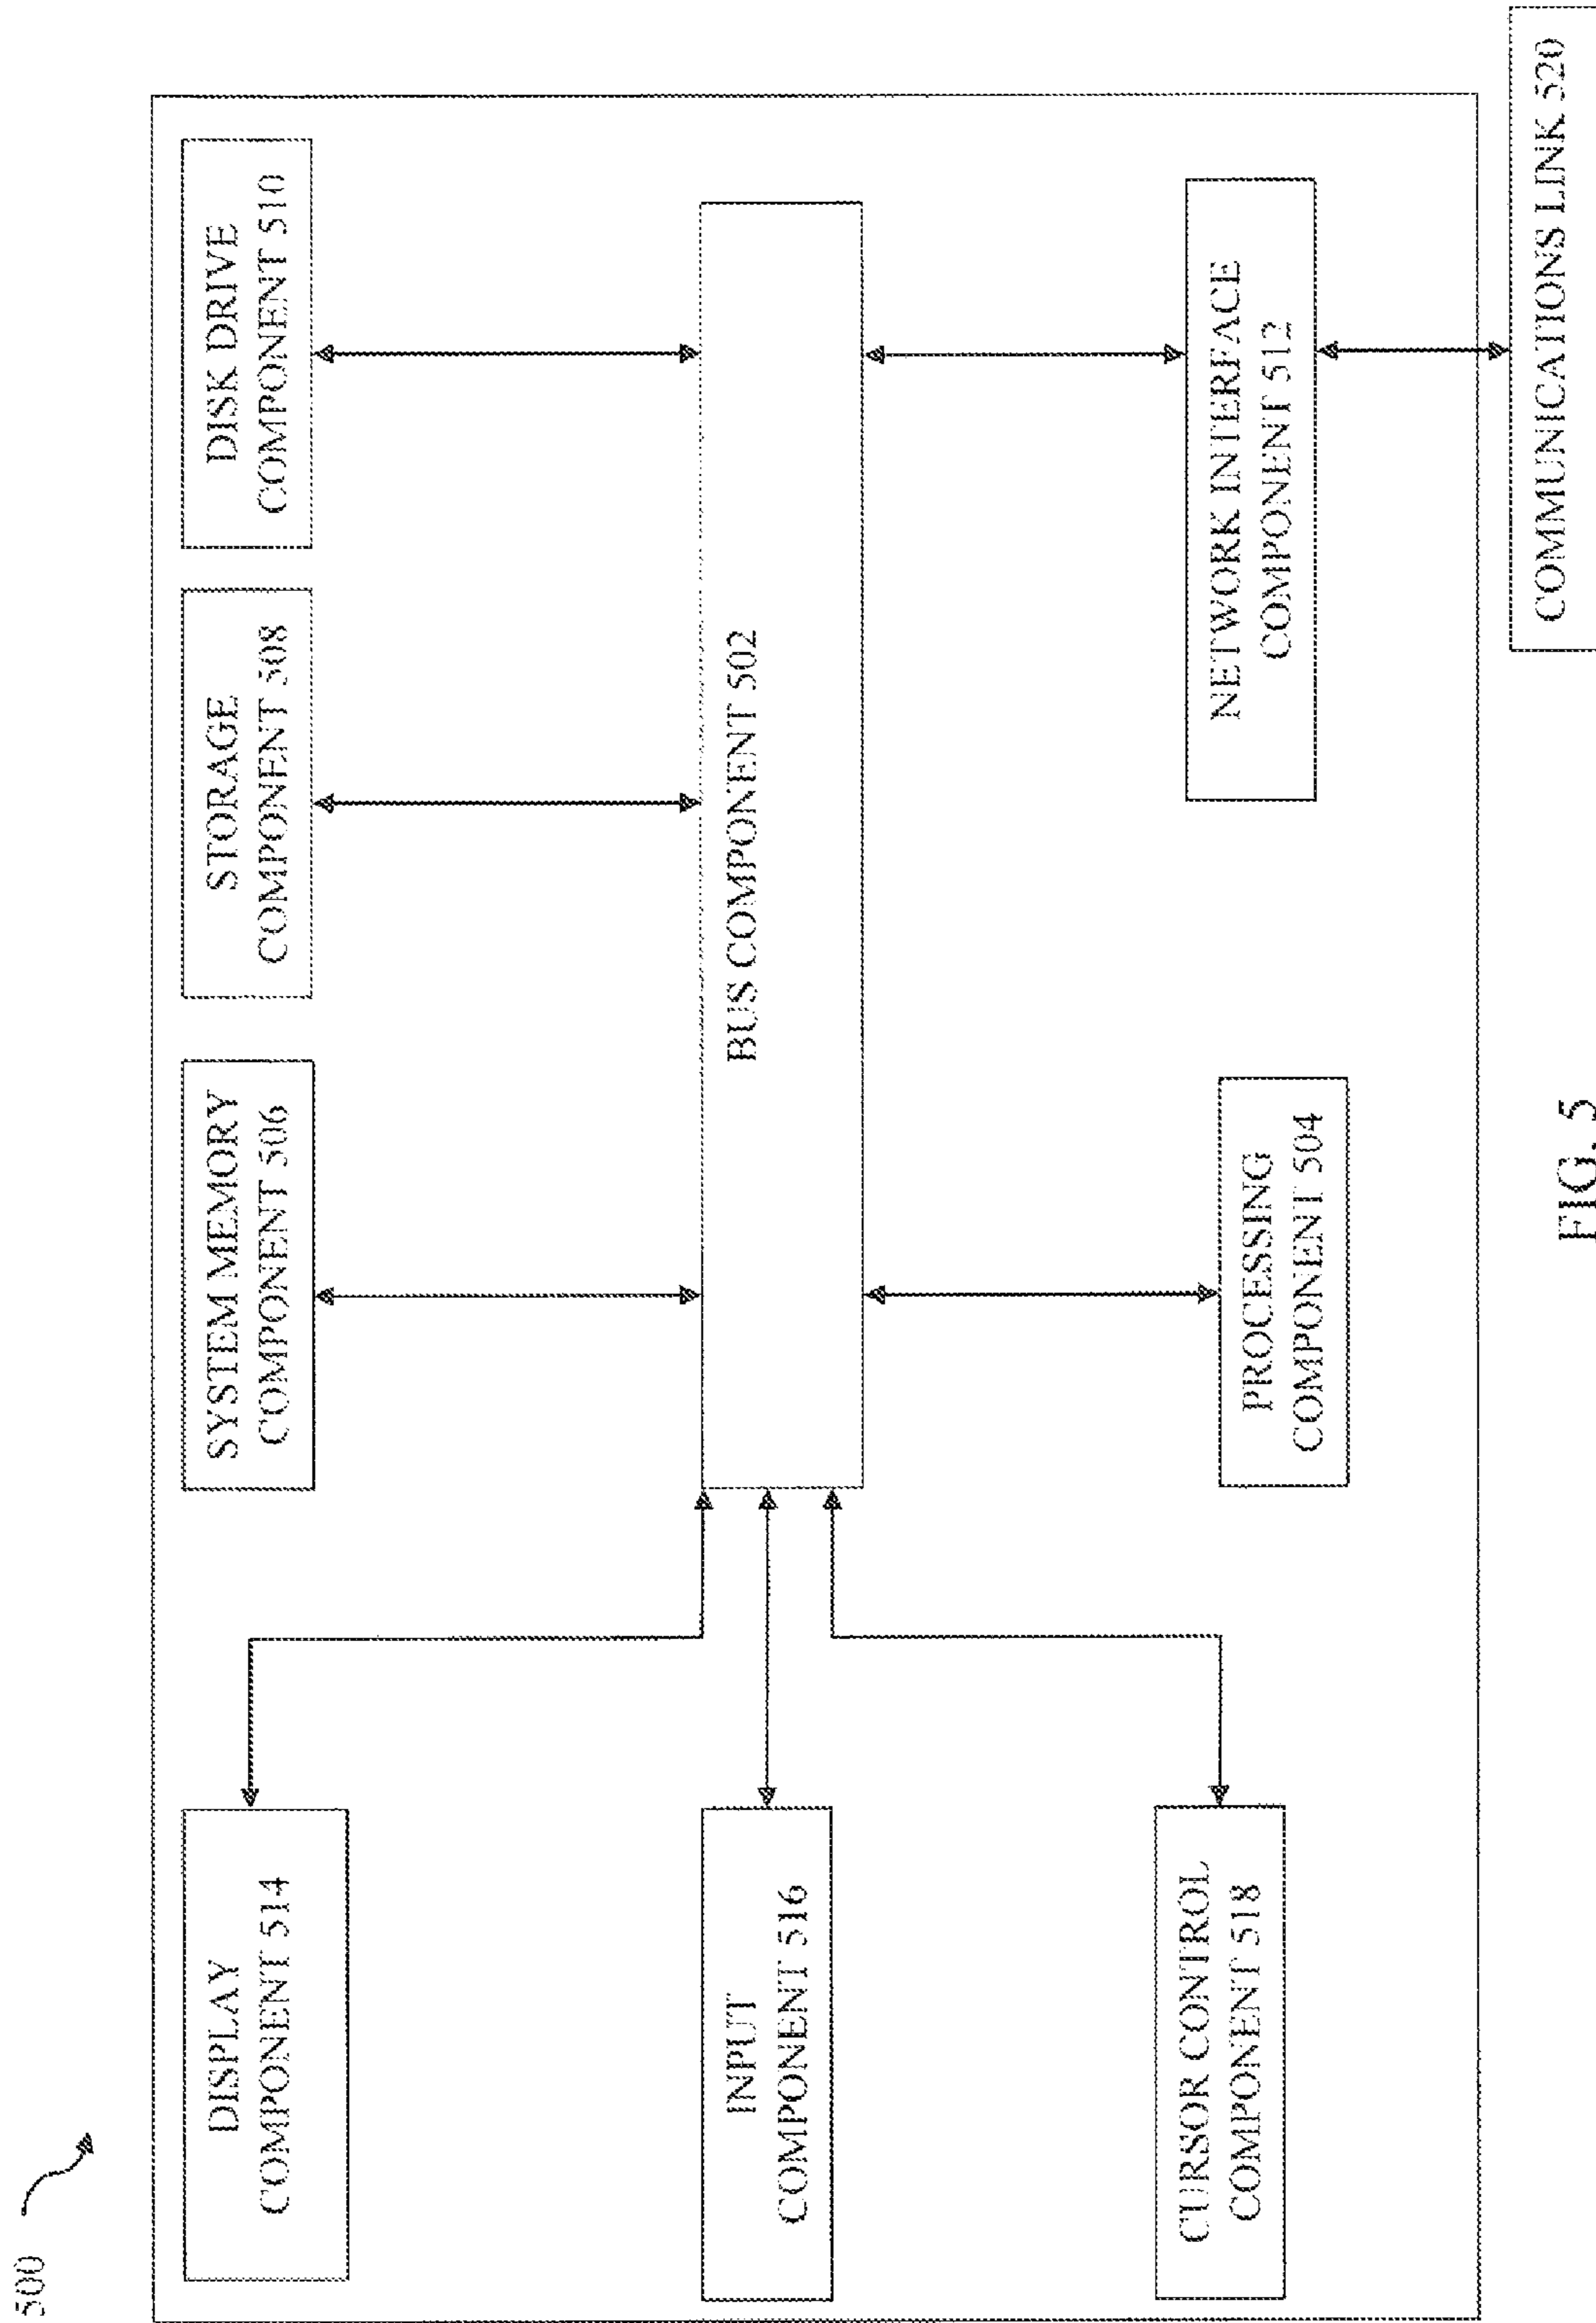 500
DISPLAY
COMPONENT 514
SYSTEM MEMORY
COMPONENT 506
STORAGE
COMPONENT 508
DISK DRIVE
COMPONENT 510
INPUT
COMPONENT 516
BUS COMPONENT 502
CURSOR CONTROL
COMPONENT 518
PROCESSING
COMPONENT 504
NETWORK INTERFACE
COMPONENT 512
COMMUNICATIONS LINK 520
FIG. 5